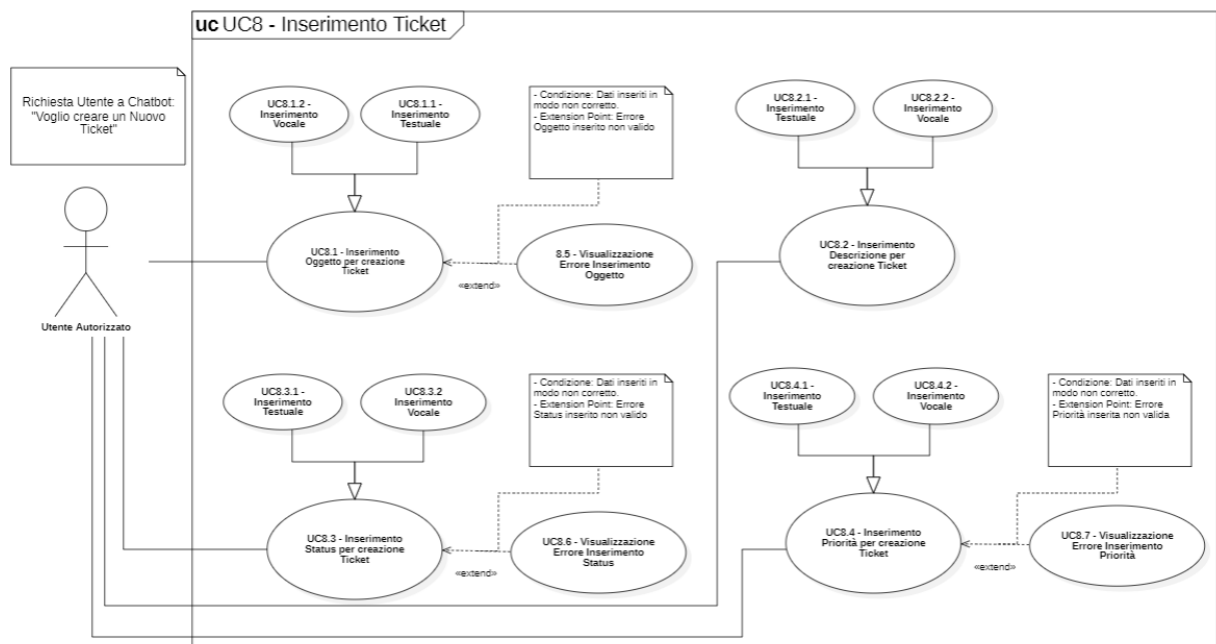 uc UC8 - Inserimento Ticket
Richiesta Utente a Chatbot:
"Voglio creare un Nuovo
Ticket"
Utente Autorizzato
UC8.1.2 -
Inserimento
Vocale
UC8.1.1 -
Inserimento
Testuale
- Condizione: Dati inseriti in
modo non corretto.
- Extension Point: Errore
Oggetto inserito non valido
UC8.1 - Inserimento
Oggetto per creazione
Ticket
«extend»
8.5 - Visualizzazione
Errore Inserimento
Oggetto
UC8.2.1 -
Inserimento
Testuale
UC8.2.2 -
Inserimento
Vocale
UC8.2 - Inserimento
Descrizione per
creazione Ticket
UC8.3.1 -
Inserimento
Testuale
UC8.3.2
Inserimento
Vocale
- Condizione: Dati inseriti in
modo non corretto.
- Extension Point: Errore
Status inserito non valido
UC8.3 - Inserimento
Status per creazione
Ticket
«extend»
UC8.6 - Visualizzazione
Errore Inserimento
Status
UC8.4.1 -
Inserimento
Testuale
UC8.4.2 -
Inserimento
Vocale
- Condizione: Dati inseriti in
modo non corretto.
- Extension Point: Errore
Priorità inserita non valida
UC8.4 - Inserimento
Priorità per creazione
Ticket
«extend»
UC8.7 - Visualizzazione
Errore Inserimento
Priorità